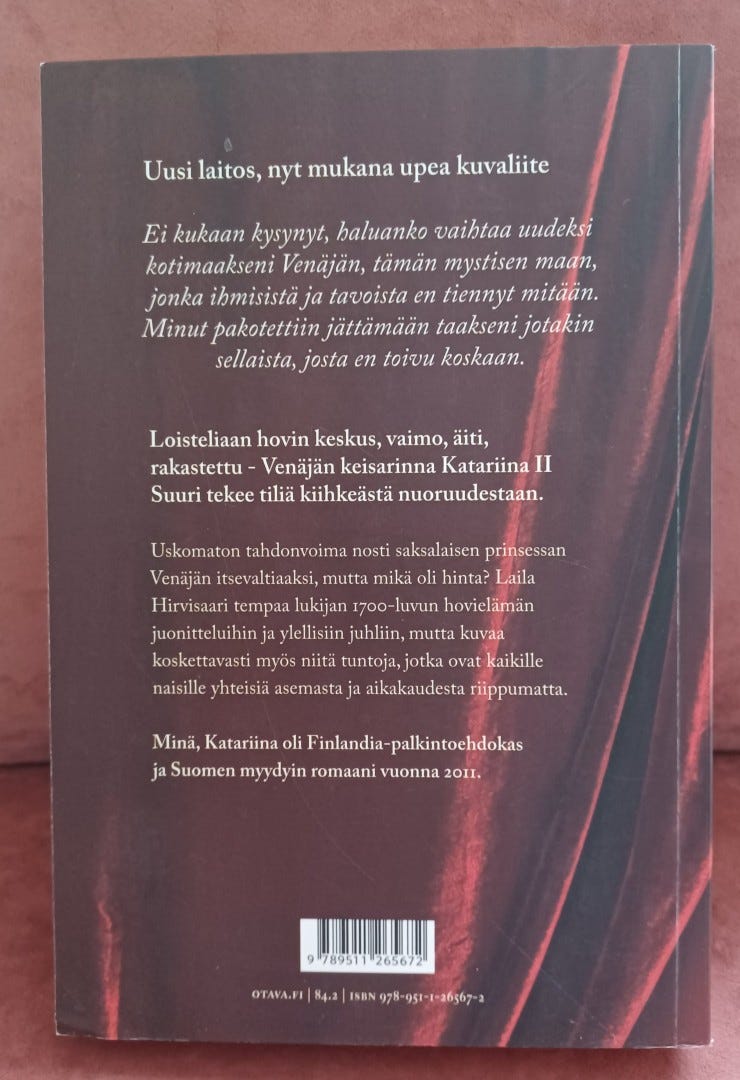 Uusi laitos, nyt mukana upea kuvaliite
Ei kukaan kysynyt, haluanko vaihtaa uudeksi
kotimaakseni Venäjän, tämän mystisen maan,
jonka ihmisistä ja tavoista en tiennyt mitään.
Minut pakotettiin jättämään taakseni jotakin
sellaista, josta en toivu koskaan.
Loisteliaan hovin keskus, vaimo, äiti,
rakastettu - Venäjän keisarinna Katariina II
Suuri tekee tiliä kiihkeästä nuoruudestaan.
Uskomaton tahdonvoima nosti saksalaisen prinsessan
Venäjän itsevaltiaaksi, mutta mikä oli hinta? Laila
Hirvisaari tempaa lukijan 1700-luvun hovielämän
juonitteluihin ja ylellisiin juhliin, mutta kuvaa
koskettavasti myös niitä tuntoja, jotka ovat kaikille
naisille yhteisiä asemasta ja aikakaudesta riippumatta.
Minä, Katariina oli Finlandia-palkintoehdokas
ja Suomen myydyin romaani vuonna 2011.
9 789511 265672
OTAVA.FI | 84.2 | ISBN 978-951-1-26567-2